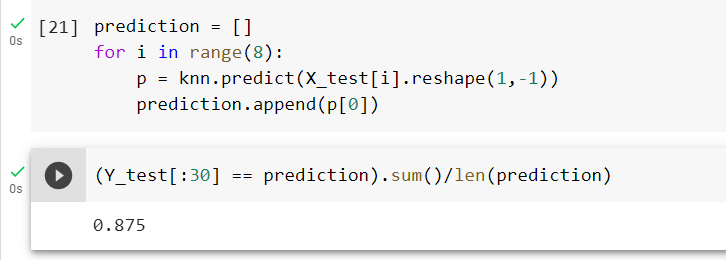 [21] prediction = []
0s for i in range(8):
p = knn.predict(X_test[i].reshape(1,-1))
prediction.append(p[0])
(Y_test[:30] == prediction).sum()/len(prediction)
0s
0.875